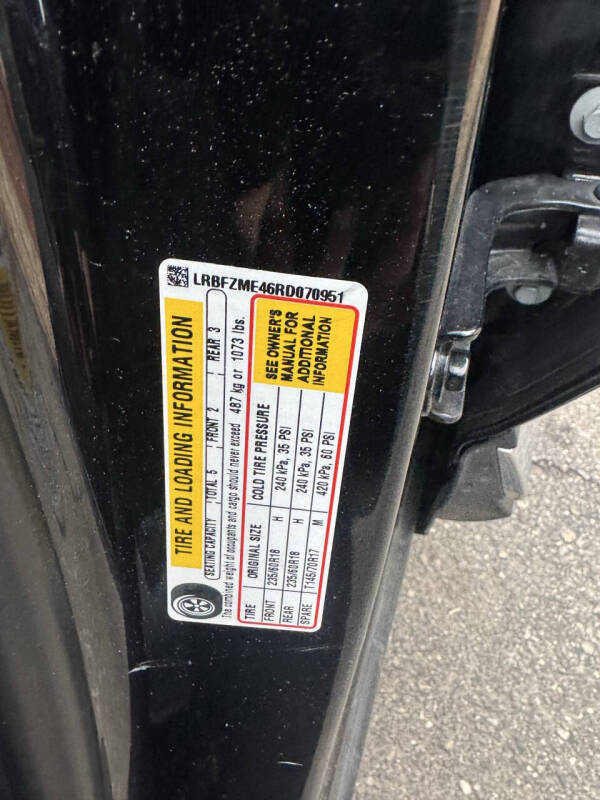 LRBFZME46RD070951
TIRE AND LOADING INFORMATION
SEATING CAPACITY TOTAL 5 FRONT 2 REAR 3
The combined weight of occupants and cargo should never exceed 487 kg or 1073 lbs.
TIRE ORIGINAL SIZE COLD TIRE PRESSURE
FRONT 235/60R18 H 240 kPa, 35 PSI
REAR 235/60R18 H 240 kPa, 35 PSI
SPARE T145/70R17 M 420 kPa, 60 PSI
SEE OWNER'S
MANUAL FOR
ADDITIONAL
INFORMATION